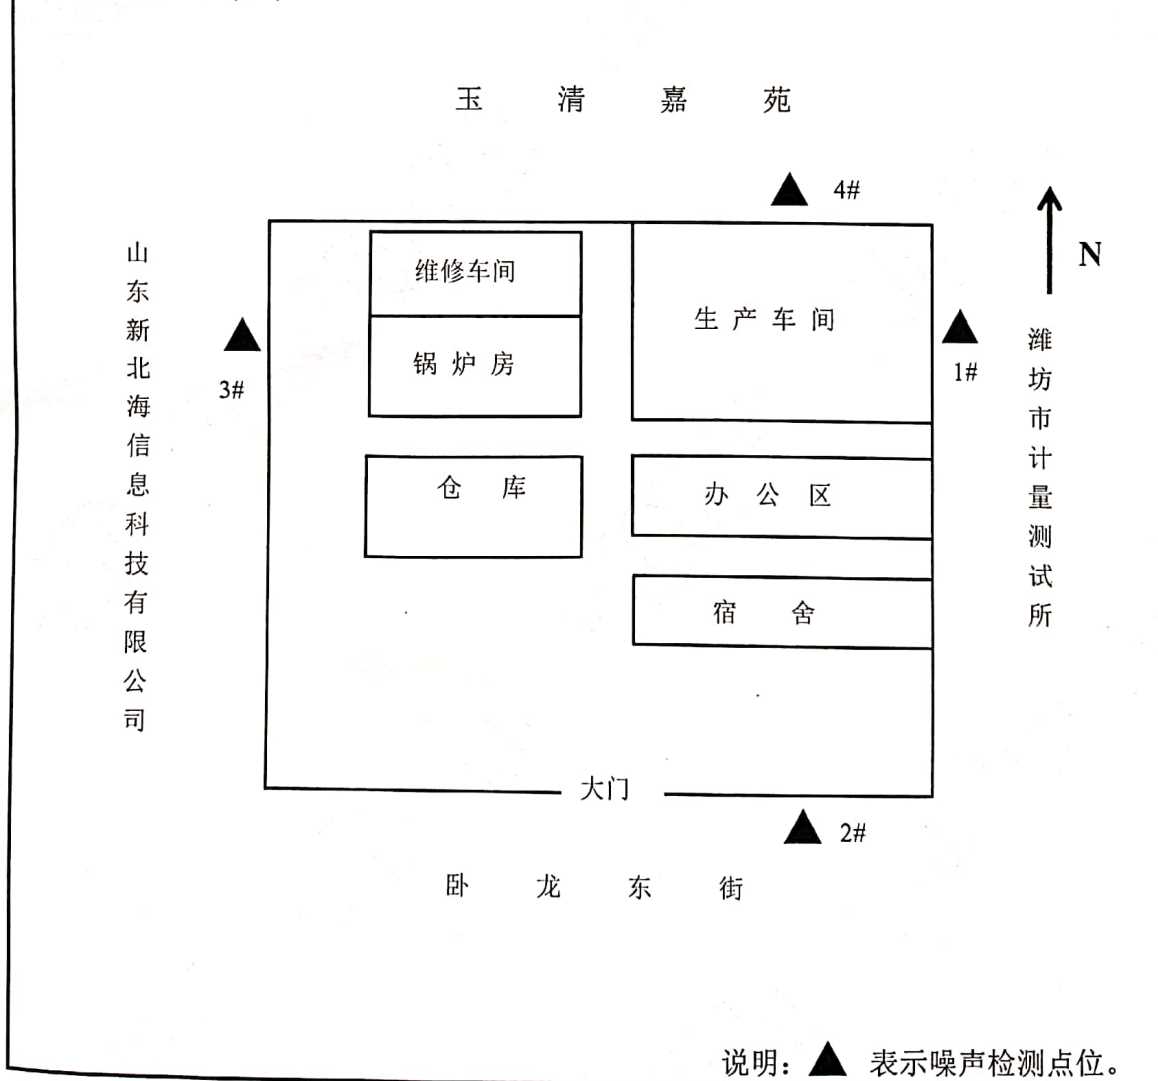 玉清嘉苑
4#
N
山东新北海信息科技有限公司
维修车间
生产车间
锅炉房
3#
1#
潍坊市计量测试所
仓库
办公区
宿舍
大门
2#
卧龙东街
说明：▲ 表示噪声检测点位。